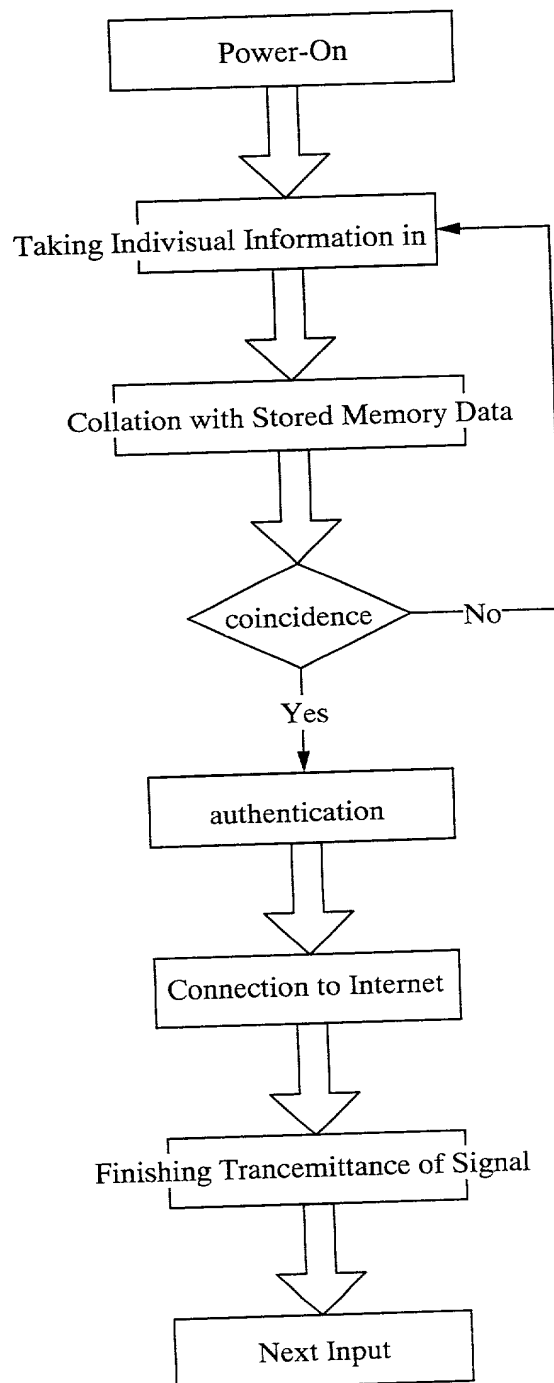 Power-On
Taking Indivisual Information in
Collation with Stored Memory Data
coincidence
No
Yes
authentication
Connection to Internet
Finishing Trancemittance of Signal
Next Input